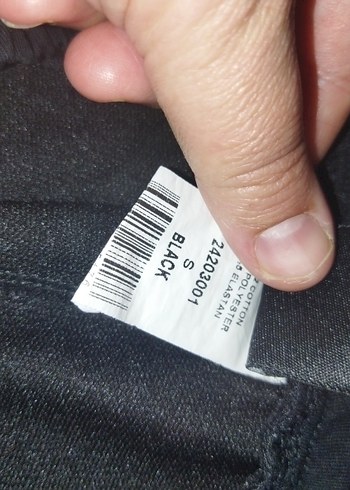 COTTON
POLYESTER
ELASTAN
24203001
S
BLACK